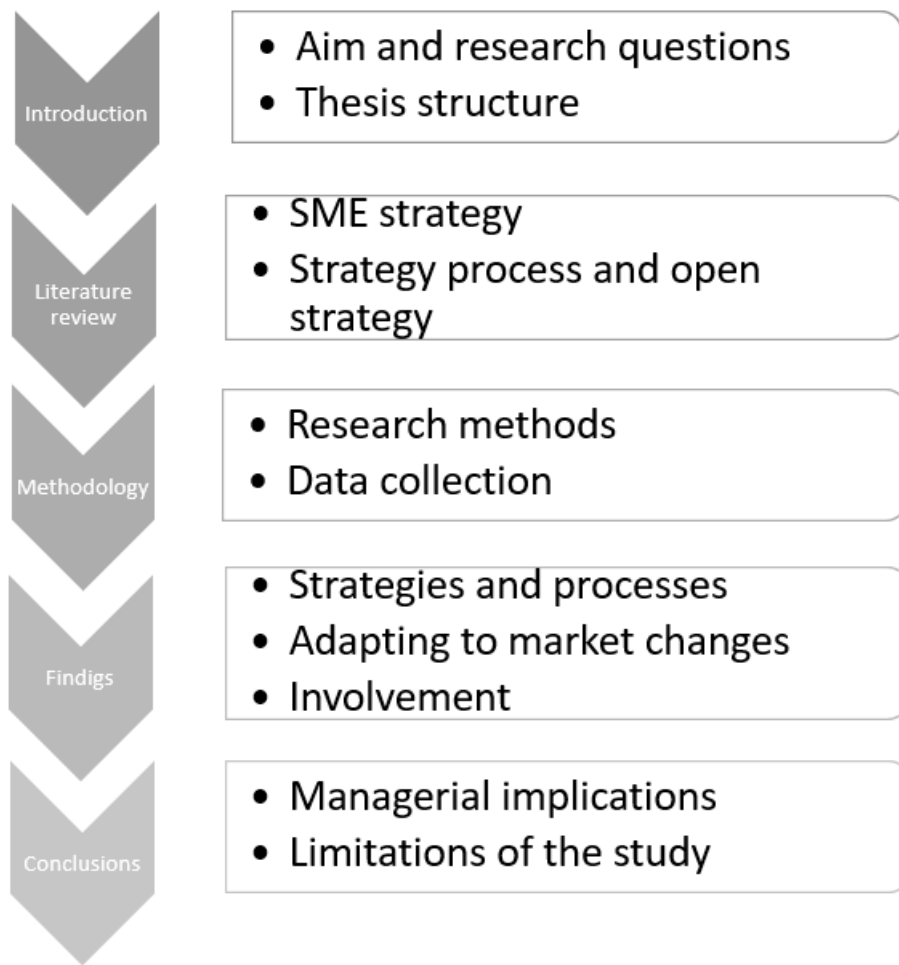 Introduction
• Aim and research questions
• Thesis structure
Literature
review
• SME strategy
• Strategy process and open
strategy
Methodology
• Research methods
• Data collection
Findigs
• Strategies and processes
• Adapting to market changes
• Involvement
Conclusions
• Managerial implications
• Limitations of the study